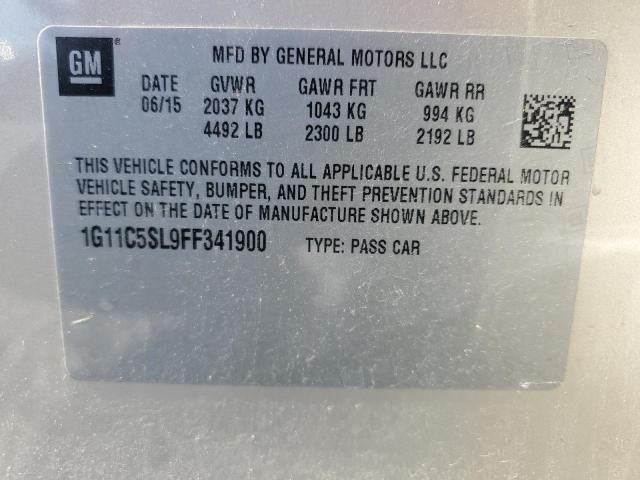 GM ® MFD BY GENERAL MOTORS LLC
DATE GVWR GAWR FRT GAWR RR
06/15 2037 KG 1043 KG 994 KG
4492 LB 2300 LB 2192 LB
THIS VEHICLE CONFORMS TO ALL APPLICABLE U.S. FEDERAL MOTOR
VEHICLE SAFETY, BUMPER, AND THEFT PREVENTION STANDARDS IN
EFFECT ON THE DATE OF MANUFACTURE SHOWN ABOVE.
1G11C5SL9FF341900 TYPE: PASS CAR